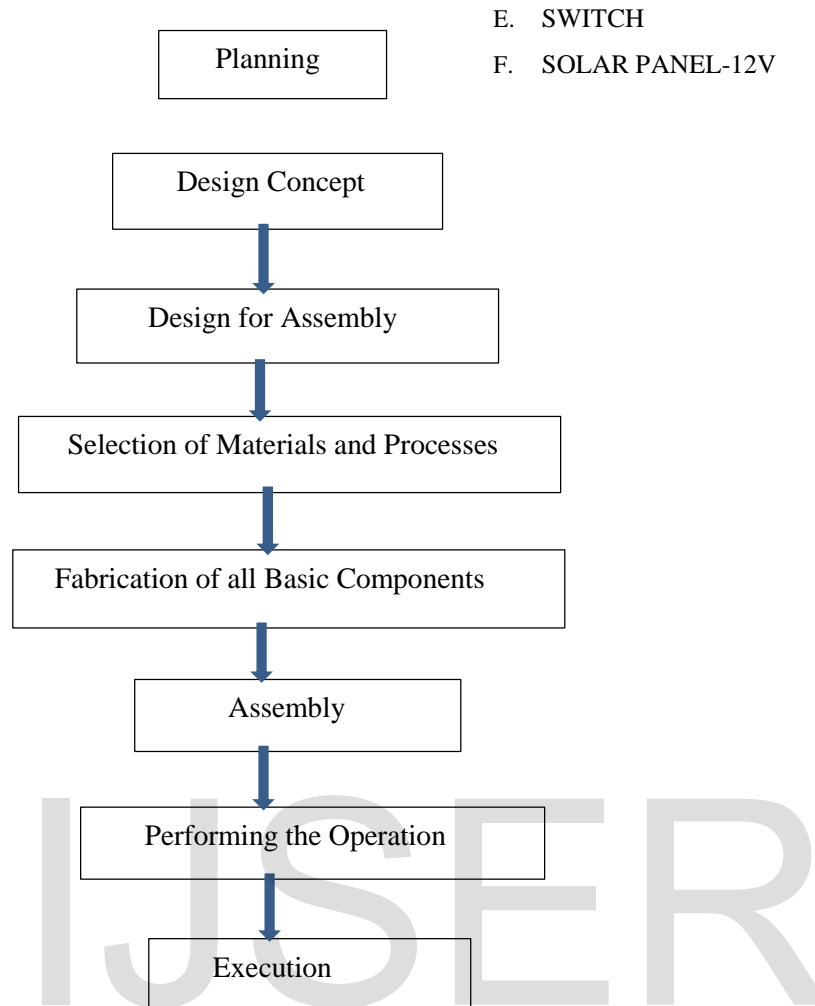 Planning
Design Concept
Design for Assembly
Selection of Materials and Processes
Fabrication of all Basic Components
Assembly
Performing the Operation
Execution
E. SWITCH
F. SOLAR PANEL-12V
IJSER